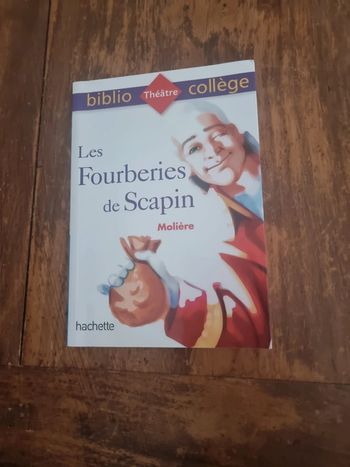 biblio Théâtre collège
Les
Fourberies
de Scapin
Molière
hachette